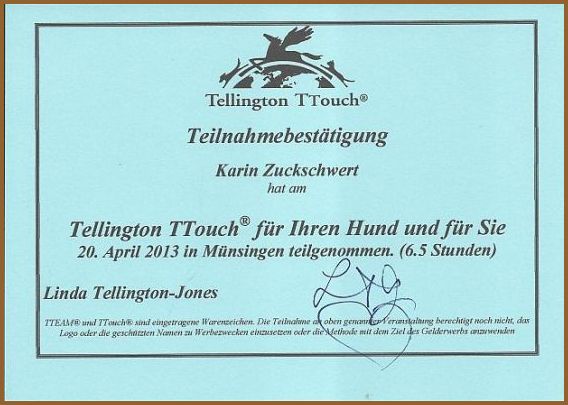 Tellington TTouch®
Teilnahmebestätigung
Karin Zuckschwert
hat am
Tellington TTouch® für Ihren Hund und für Sie
20. April 2013 in Münsingen teilgenommen. (6.5 Stunden)
Linda Tellington-Jones
TTEAM® und TTouch® sind eingetragene Warenzeichen. Die Teilnahme an oben genannter Veranstaltung berechtigt noch nicht, das
Logo oder die geschützten Namen zu Werbezwecken einzusetzen oder die Methode mit dem Ziel des Gelderwerbs anzuwenden